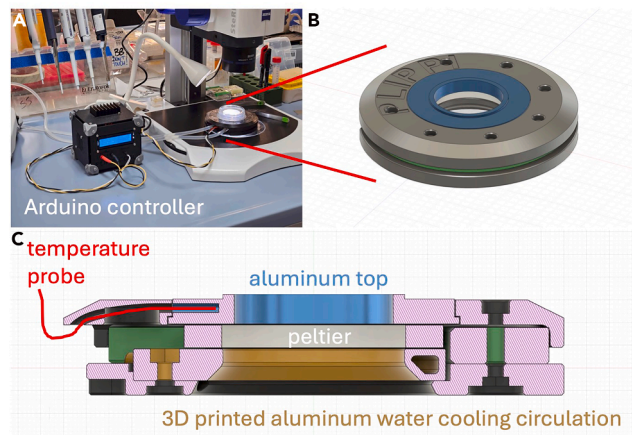 A
B
Arduino controller
C
temperature
probe
aluminum top
peltier
3D printed aluminum water cooling circulation